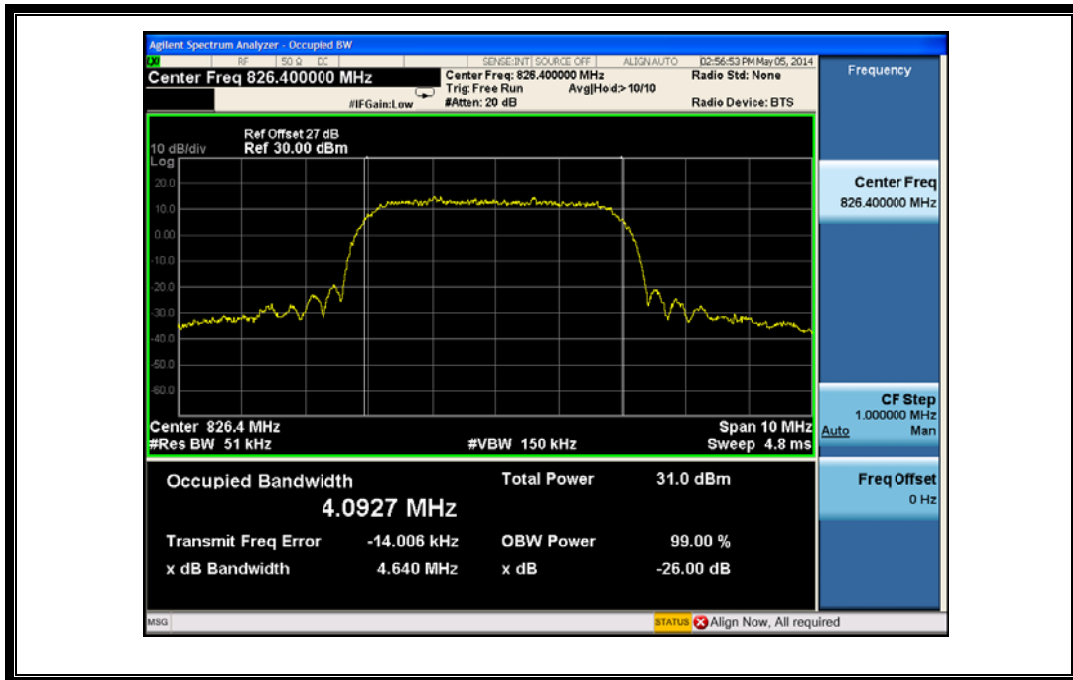 Agilent Spectrum Analyzer - Occupied BW
LXI RF 50 Ω DC SENSE:INT SOURCE OFF ALIGN AUTO 02:56:53 PM May 05, 2014
Center Freq 826.400000 MHz
Center Freq: 826.400000 MHz
Radio Std: None
Trig: Free Run Avg|Hold:> 10/10
#IFGain:Low #Atten: 20 dB Radio Device: BTS
Ref Offset 27 dB
10 dB/div Ref 30.00 dBm
Log
20.0
10.0
0.00
-10.0
-20.0
-30.0
-40.0
-50.0
-60.0
Center 826.4 MHz Span 10 MHz
#Res BW 51 kHz #VBW 150 kHz Sweep 4.8 ms
Occupied Bandwidth Total Power 31.0 dBm
4.0927 MHz
Transmit Freq Error -14.006 kHz OBW Power 99.00 %
x dB Bandwidth 4.640 MHz x dB -26.00 dB
MSG STATUS Align Now, All required
Frequency
Center Freq
826.400000 MHz
CF Step
1.000000 MHz
Auto Man
Freq Offset
0 Hz